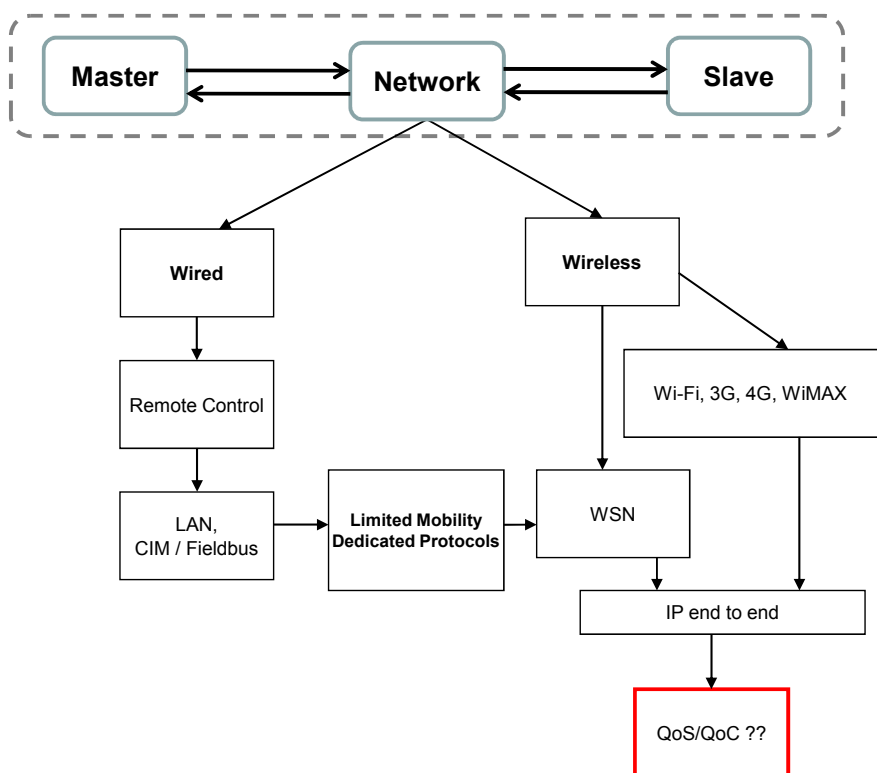 Master
Network
Slave
Wired
Wireless
Remote Control
Wi-Fi, 3G, 4G, WiMAX
LAN,
CIM / Fieldbus
Limited Mobility
Dedicated Protocols
WSN
IP end to end
QoS/QoC ??